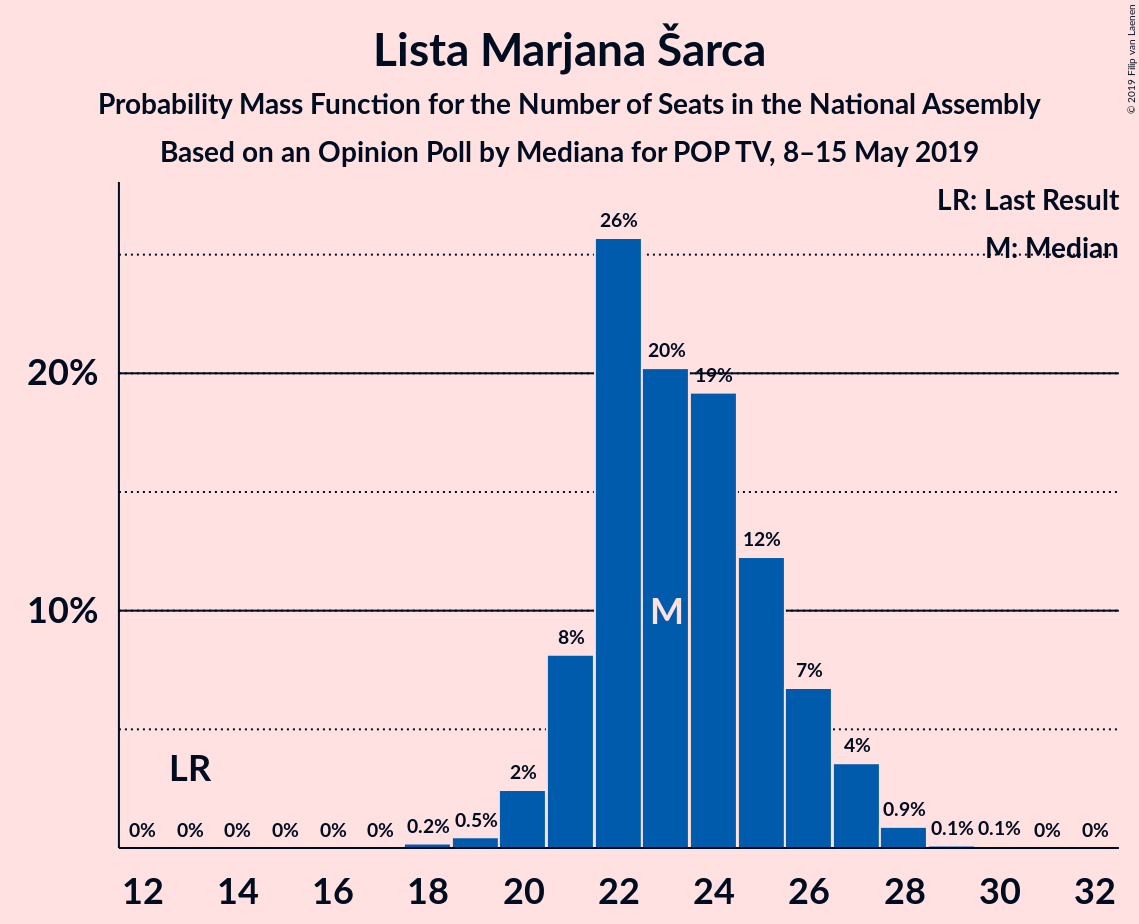 Lista Marjana Šarca
Probability Mass Function for the Number of Seats in the National Assembly
Based on an Opinion Poll by Mediana for POP TV, 8–15 May 2019
© 2019 Filip van Laenen
LR: Last Result
M: Median
26%
20%
20%
19%
12%
10%
M
8%
7%
4%
LR
2%
0%
0%
0%
0%
0%
0%
0.2%
0.5%
0.9%
0.1%
0.1%
0%
0%
12 14 16 18 20 22 24 26 28 30 32